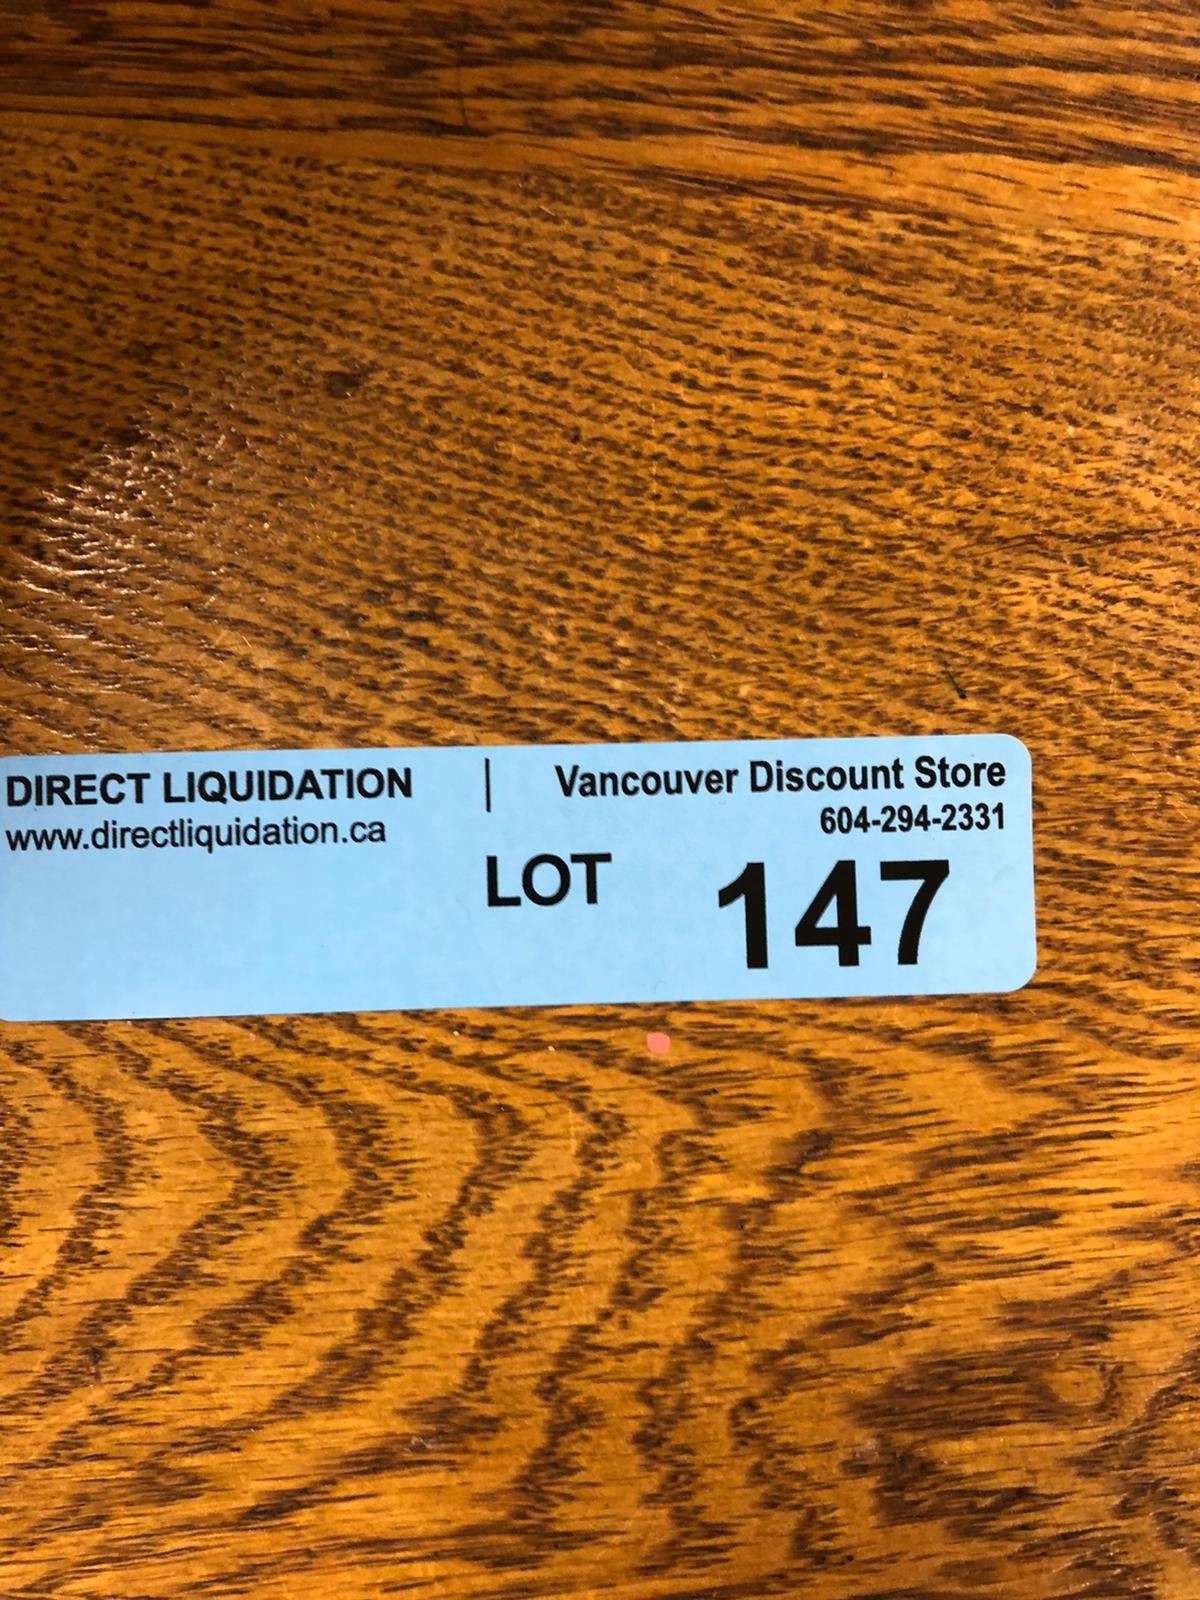 DIRECT LIQUIDATION | Vancouver Discount Store
www.directliquidation.ca 604-294-2331
LOT 147